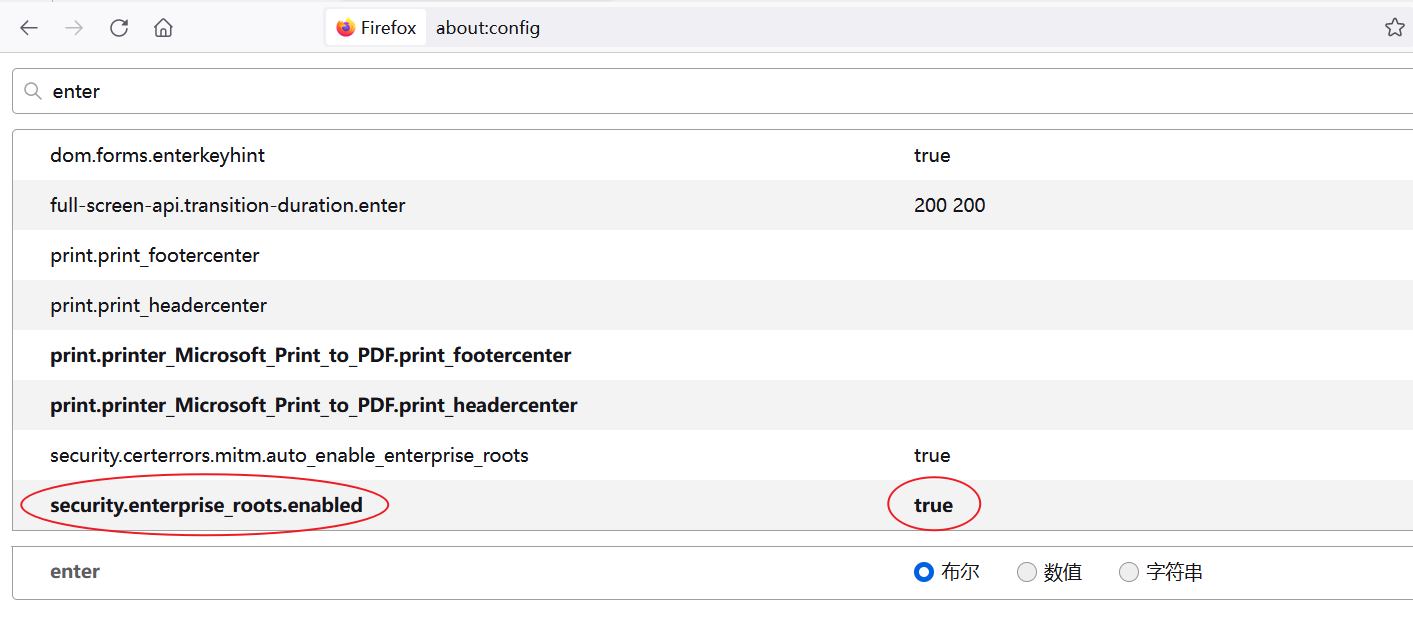 Firefox about:config
enter
dom.forms.enterkeyhint true
full-screen-api.transition-duration.enter 200 200
print.print_footercenter
print.print_headercenter
print.printer_Microsoft_Print_to_PDF.print_footercenter
print.printer_Microsoft_Print_to_PDF.print_headercenter
security.certerrors.mitm.auto_enable_enterprise_roots true
security.enterprise_roots.enabled true
enter 布尔 数值 字符串